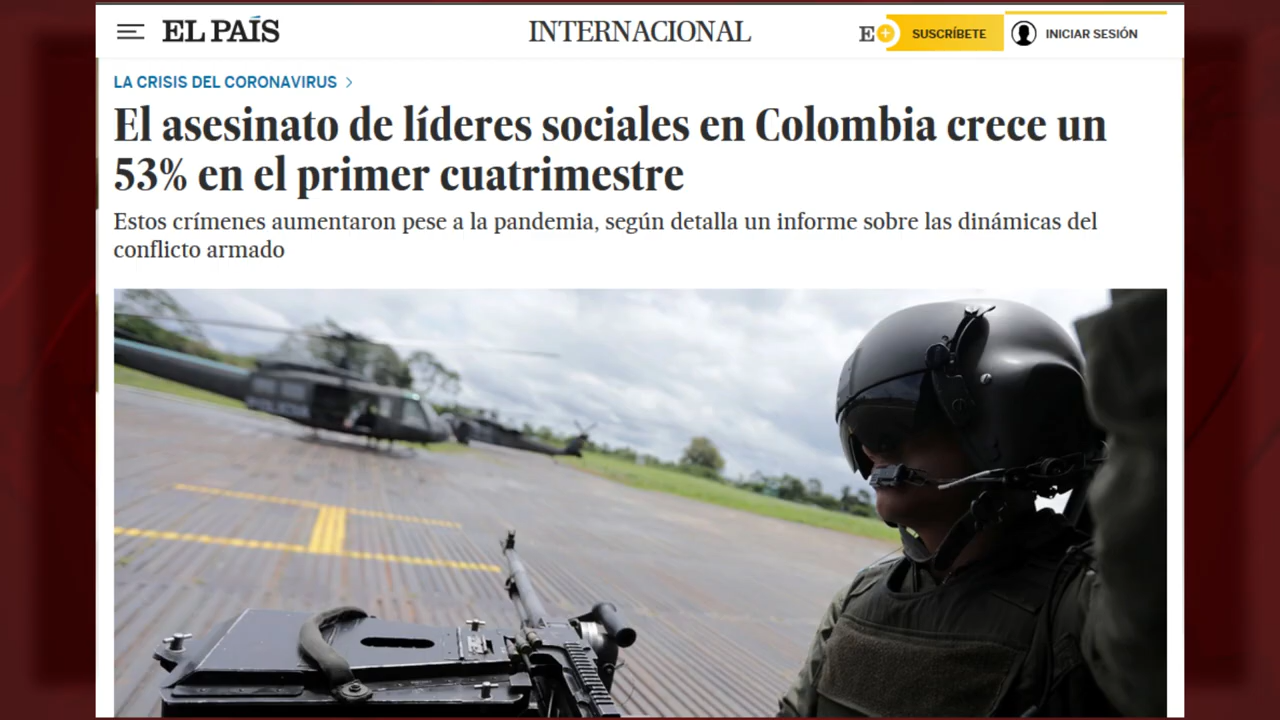 EL PAÍS
INTERNACIONAL
E+
SUSCRÍBETE
INICIAR SESIÓN
LA CRISIS DEL CORONAVIRUS >
El asesinato de líderes sociales en Colombia crece un
53% en el primer cuatrimestre
Estos crímenes aumentaron pese a la pandemia, según detalla un informe sobre las dinámicas del
conflicto armado